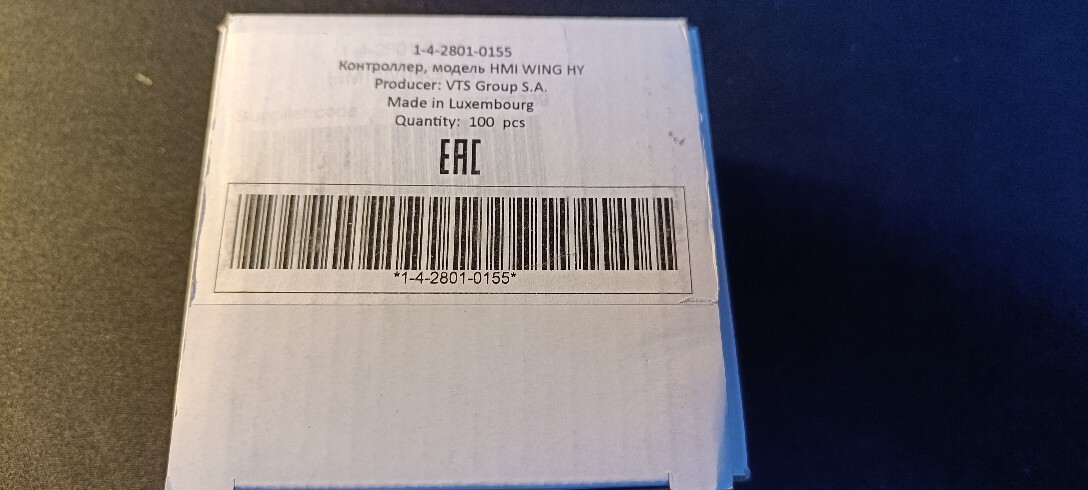 1-4-2801-0155
Контроллер, модель HMI WING HY
Producer: VTS Group S.A.
Made in Luxembourg
Quantity: 100 pcs
EAC
*1-4-2801-0155*